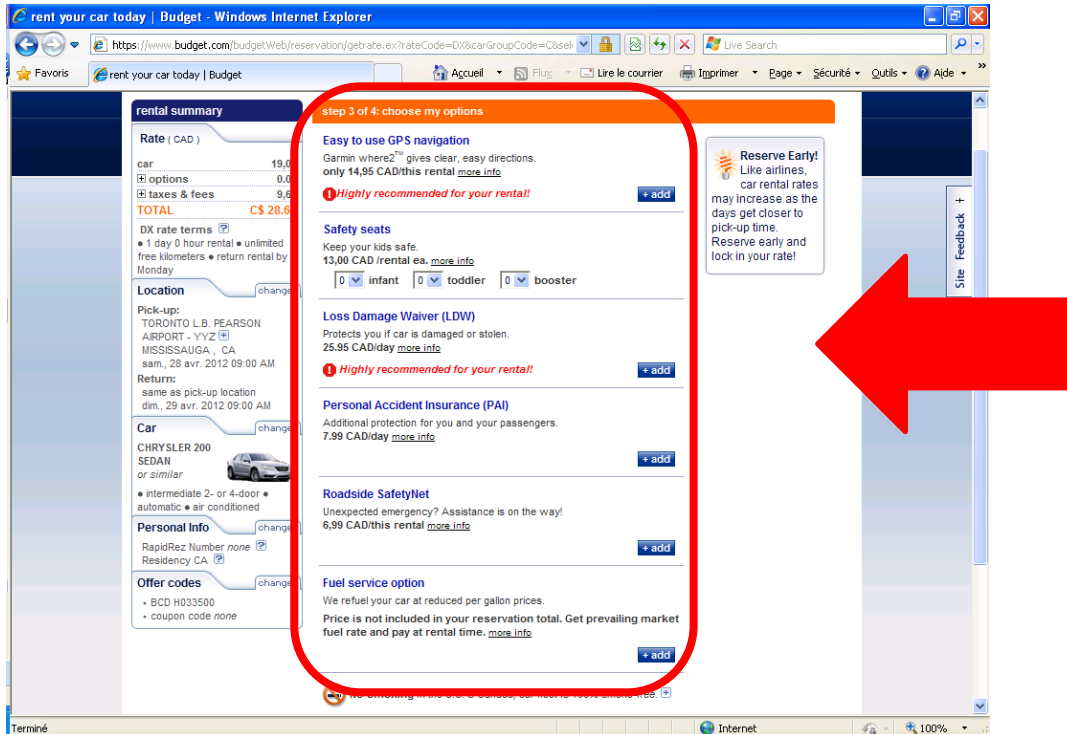 rent your car today | Budget - Windows Internet Explorer
https://www.budget.com/budgetWeb/reservation/getrate.ex?rateCode=DX&carGroupCode=C&sel
Live Search
Favoris
rent your car today | Budget
Accueil
Flux
Lire le courrier
Imprimer
Page
Sécurité
Outils
Aide
rental summary
Rate ( CAD )
car 19,0
options 0.0
taxes & fees 9,6
TOTAL C$ 28.6
DX rate terms ?
• 1 day 0 hour rental • unlimited
free kilometers • return rental by
Monday
Location change
Pick-up:
TORONTO L.B. PEARSON
AIRPORT - YYZ +
MISSISSAUGA , CA
sam., 28 avr. 2012 09:00 AM
Return:
same as pick-up location
dim., 29 avr. 2012 09:00 AM
Car change
CHRYSLER 200
SEDAN
or similar
• intermediate 2- or 4-door •
automatic • air conditioned
Personal Info change
RapidRez Number none ?
Residency CA ?
Offer codes change
• BCD H033500
• coupon code none
step 3 of 4: choose my options
Easy to use GPS navigation
Garmin where2™ gives clear, easy directions.
only 14,95 CAD/this rental more info
! Highly recommended for your rental! + add
Safety seats
Keep your kids safe.
13,00 CAD /rental ea. more info
0 infant 0 toddler 0 booster
Loss Damage Waiver (LDW)
Protects you if car is damaged or stolen.
25.95 CAD/day more info
! Highly recommended for your rental! + add
Personal Accident Insurance (PAI)
Additional protection for you and your passengers.
7.99 CAD/day more info
+ add
Roadside SafetyNet
Unexpected emergency? Assistance is on the way!
6,99 CAD/this rental more info
+ add
Fuel service option
We refuel your car at reduced per gallon prices.
Price is not included in your reservation total. Get prevailing market
fuel rate and pay at rental time. more info
+ add
Reserve Early!
Like airlines,
car rental rates
may increase as the
days get closer to
pick-up time.
Reserve early and
lock in your rate!
Site Feedback +
Terminé
Internet
100%